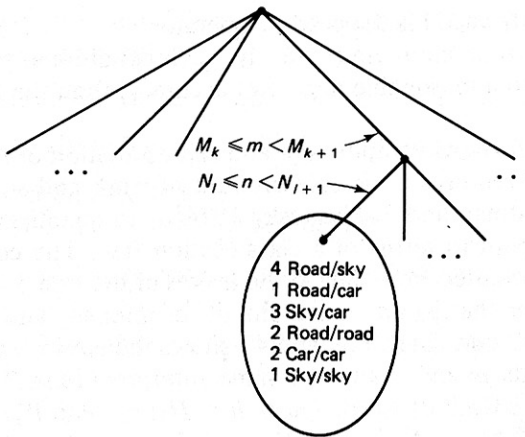 M_k ≤ m < M_{k+1}
N_l ≤ n < N_{l+1}
...
...
...
4 Road/sky
1 Road/car
3 Sky/car
2 Road/road
2 Car/car
1 Sky/sky